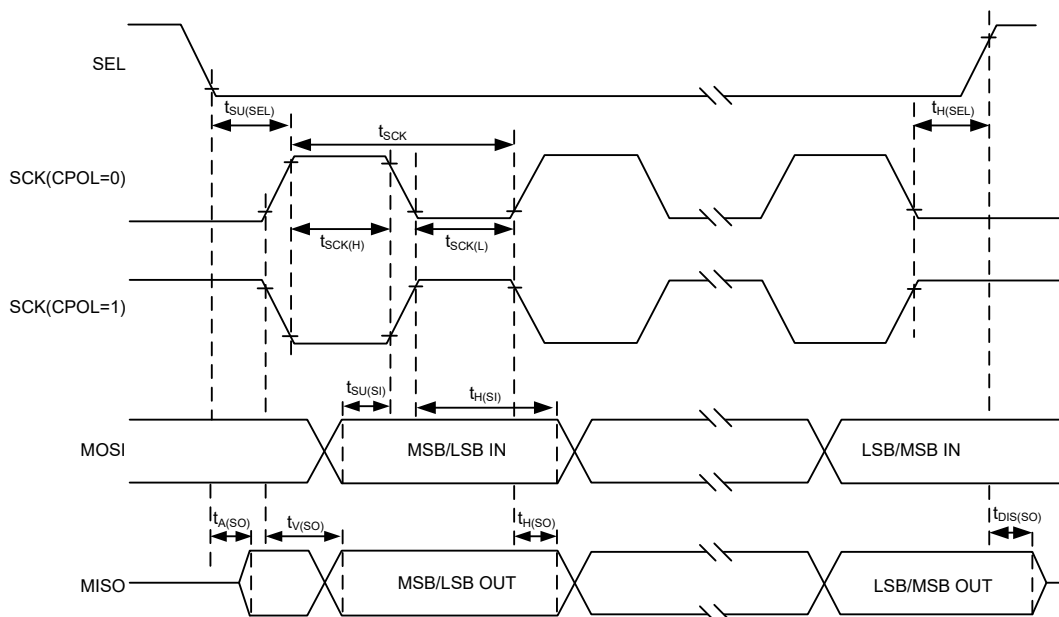 SEL
tSU(SEL)
tH(SEL)
tSCK
SCK(CPOL=0)
tSCK(H)
tSCK(L)
SCK(CPOL=1)
tSU(SI)
tH(SI)
MOSI
MSB/LSB IN
LSB/MSB IN
tA(SO)
tV(SO)
tH(SO)
tDIS(SO)
MISO
MSB/LSB OUT
LSB/MSB OUT